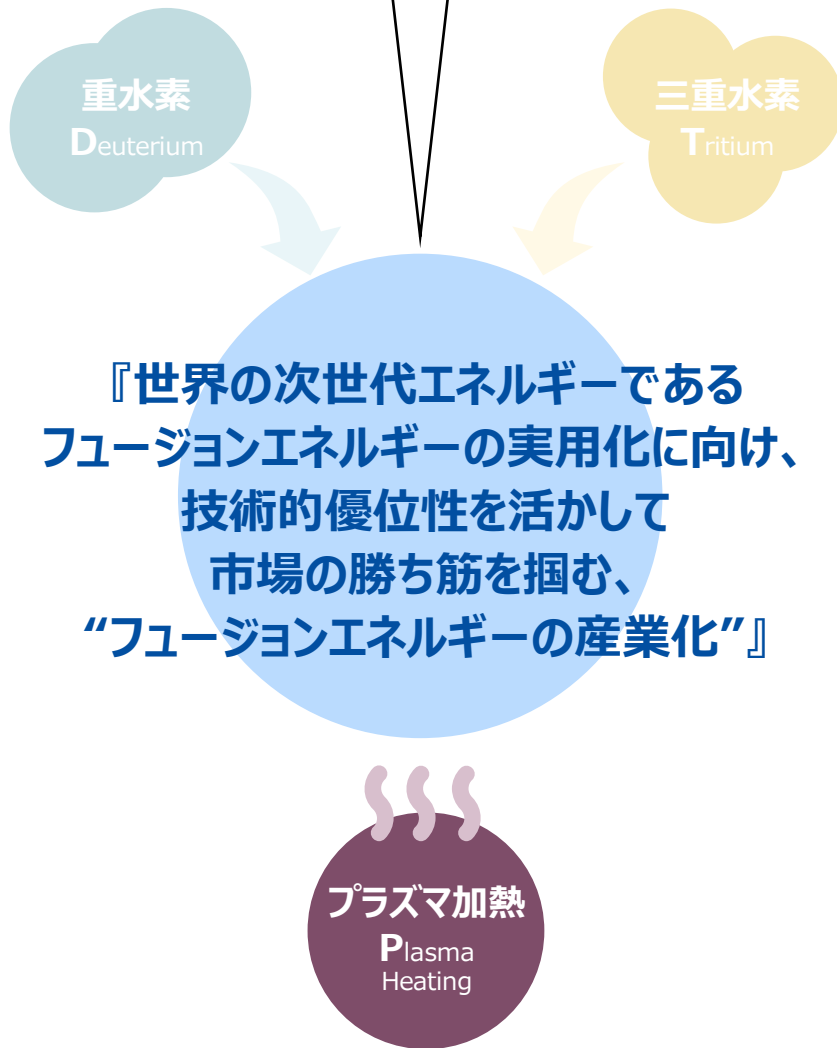 重水素
Deuterium
三重水素
Tritium
『世界の次世代エネルギーである
フュージョンエネルギーの実用化に向け、
技術的優位性を活かして
市場の勝ち筋を掴む、
“フュージョンエネルギーの産業化”』
プラズマ加熱
Plasma
Heating